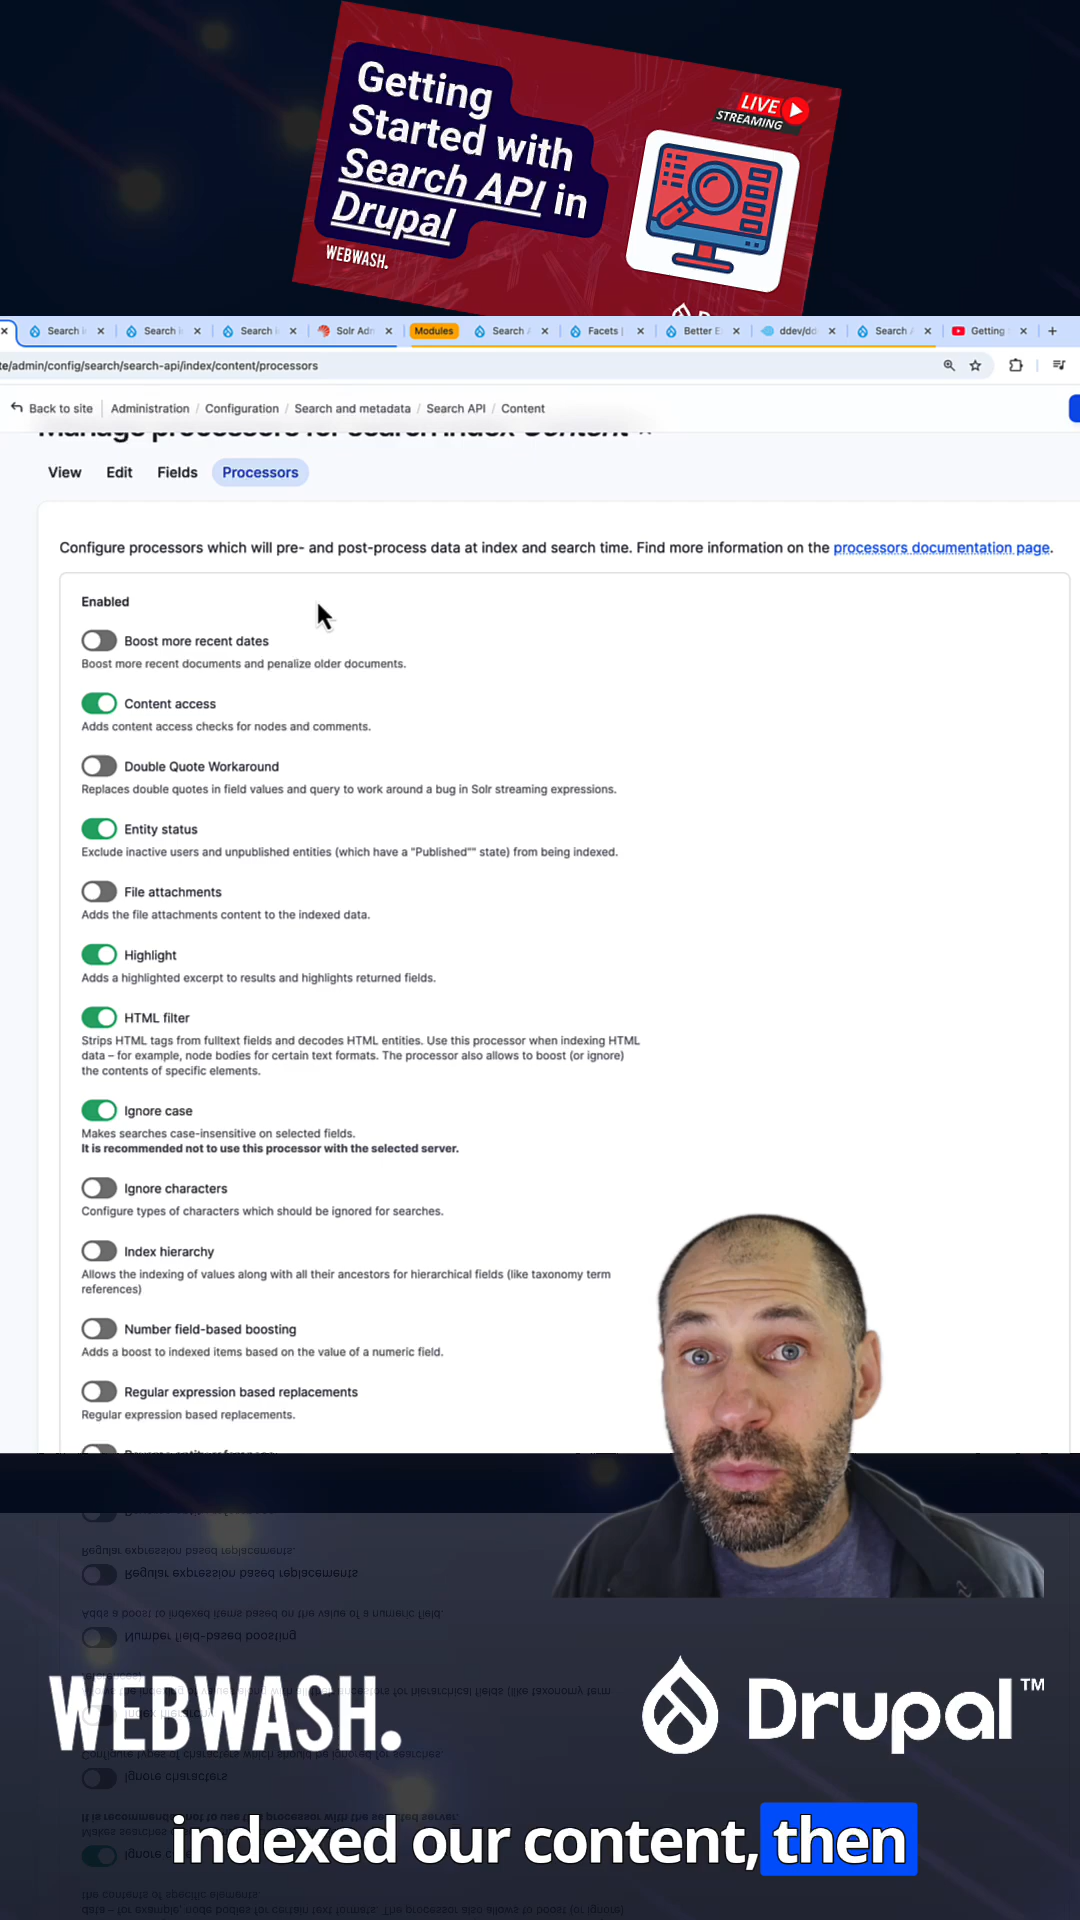 Getting
Started with
Search API in
Drupal
WEBWASH.
LIVE
STREAMING
Search
Search
Search
Solr Ad
Modules
Search
Facets
Better E
ddev/dd
Search
Getting
te/admin/config/search/search-api/index/content/processors
Back to site
Administration / Configuration / Search and metadata / Search API / Content
Manage processors for search index Content
View
Edit
Fields
Processors
Configure processors which will pre- and post-process data at index and search time. Find more information on the processors documentation page.
Enabled
Boost more recent dates
Boost more recent documents and penalize older documents.
Content access
Adds content access checks for nodes and comments.
Double Quote Workaround
Replaces double quotes in field values and query to work around a bug in Solr streaming expressions.
Entity status
Exclude inactive users and unpublished entities (which have a "Published"" state) from being indexed.
File attachments
Adds the file attachments content to the indexed data.
Highlight
Adds a highlighted excerpt to results and highlights returned fields.
HTML filter
Strips HTML tags from fulltext fields and decodes HTML entities. Use this processor when indexing HTML
data – for example, node bodies for certain text formats. The processor also allows to boost (or ignore)
the contents of specific elements.
Ignore case
Makes searches case-insensitive on selected fields.
It is recommended not to use this processor with the selected server.
Ignore characters
Configure types of characters which should be ignored for searches.
Index hierarchy
Allows the indexing of values along with all their ancestors for hierarchical fields (like taxonomy term
references)
Number field-based boosting
Adds a boost to indexed items based on the value of a numeric field.
Regular expression based replacements
Regular expression based replacements.
WEBWASH.
Drupal™
indexed our content, then